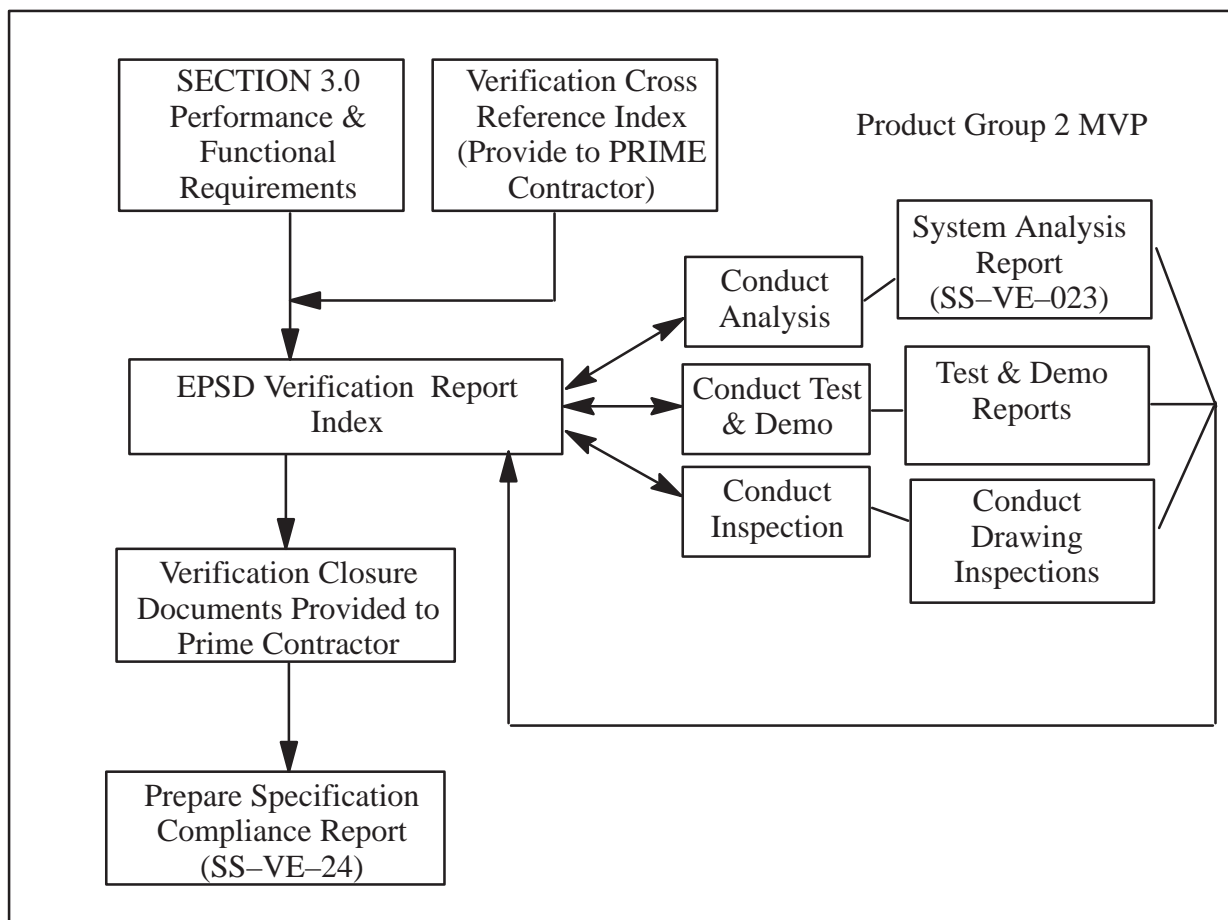 SECTION 3.0
Performance &
Functional
Requirements
Verification Cross
Reference Index
(Provide to PRIME
Contractor)
Product Group 2 MVP
System Analysis
Report
(SS–VE–023)
Conduct
Analysis
EPSD Verification Report
Index
Conduct Test
& Demo
Test & Demo
Reports
Conduct
Inspection
Conduct
Drawing
Inspections
Verification Closure
Documents Provided to
Prime Contractor
Prepare Specification
Compliance Report
(SS–VE–24)